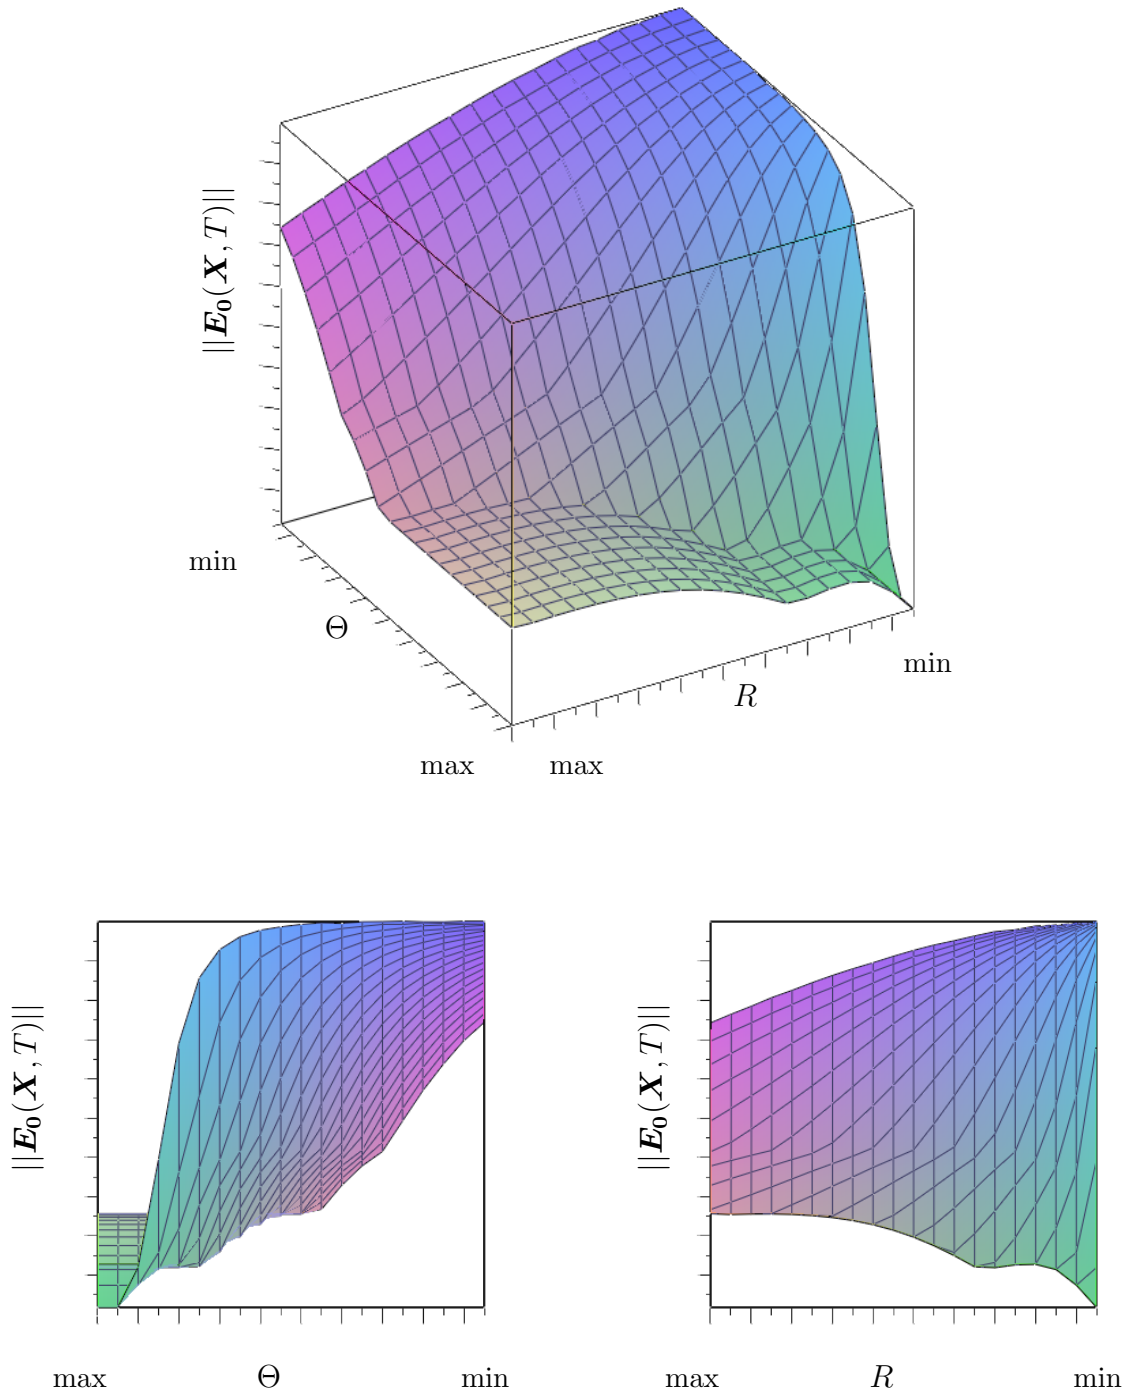 ||E₀(X, T)||
min
Θ
min
R
max
max
||E₀(X, T)||
||E₀(X, T)||
max
Θ
min
max
R
min